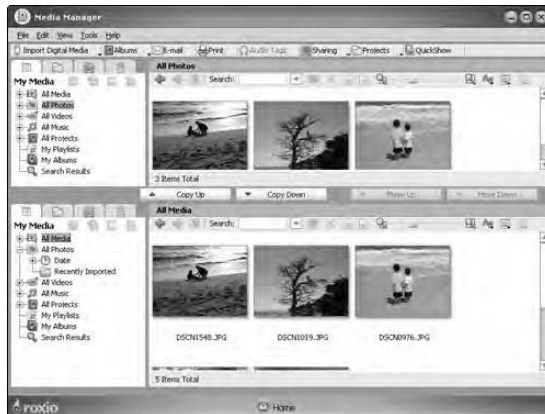 Media Manager
File Edit View Tools Help
Import Digital Media Albums E-mail Print Audio Tags Sharing Projects QuickShow
All Photos
My Media
Search:
All Media
All Photos
All Videos
All Music
All Projects
My Playlists
My Albums
Search Results
3 Items Total
Copy Up Copy Down Move Up Move Down
All Media
My Media
Search:
All Media
All Photos
Date
Recently Imported
All Videos
All Music
All Projects
My Playlists
My Albums
Search Results
DSCN1548.JPG DSCN1019.JPG DSCN0976.JPG
5 Items Total
roxio Home